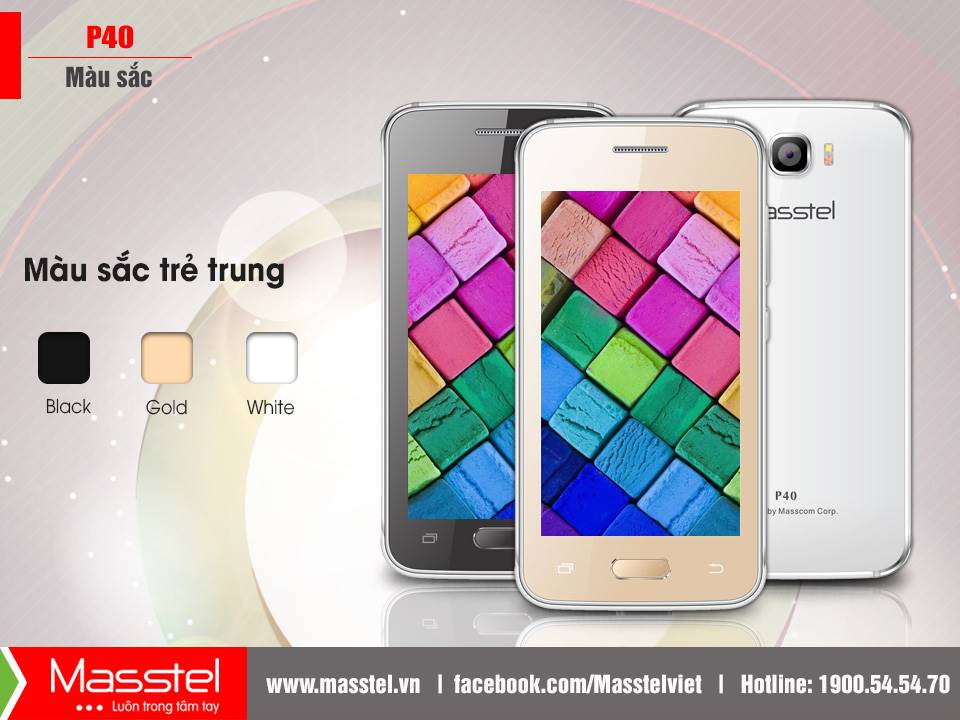 P40
Màu sắc
Màu sắc trẻ trung
Black Gold White
asstel
P40
by Masscom Corp.
Masstel
Luôn trong tâm tay
www.masstel.vn | facebook.com/Masstelviet | Hotline: 1900.54.54.70